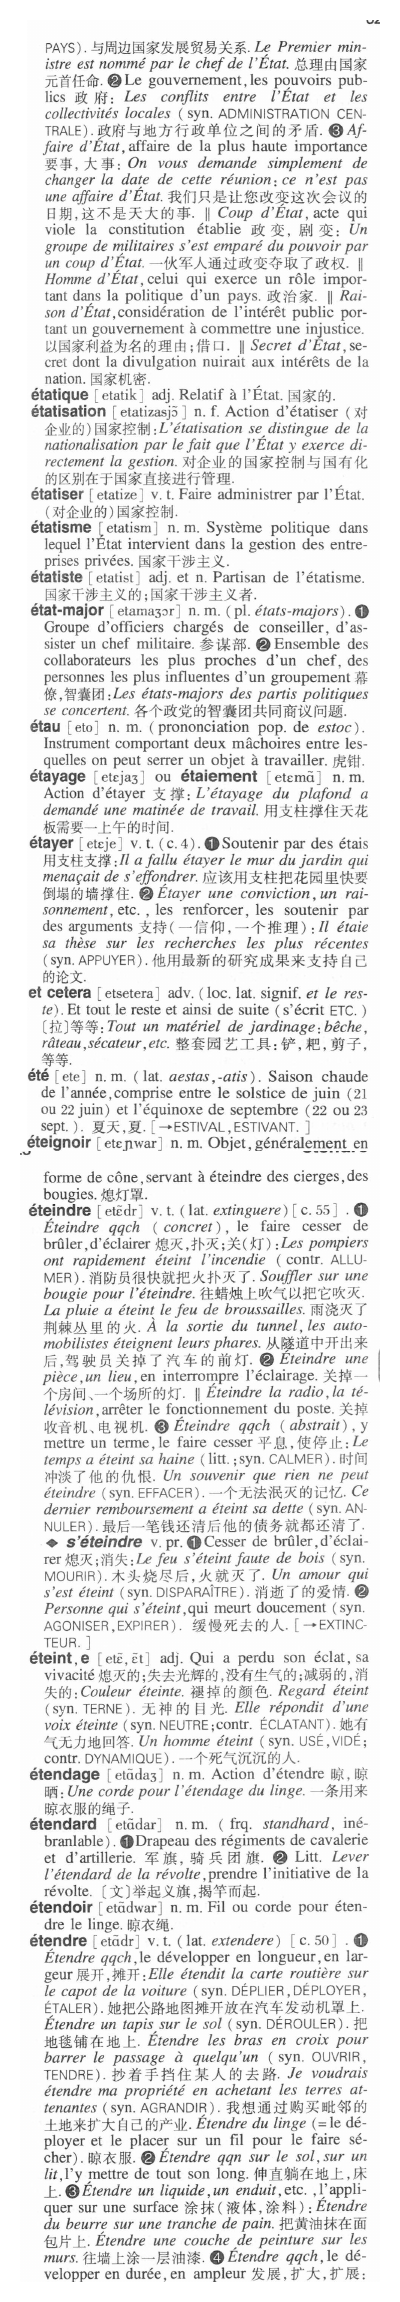 PAYS). 与周边国家发展贸易关系. Le Premier min-
istre est nommé par le chef de l'État. 总理由国家
元首任命. ❷ Le gouvernement, les pouvoirs pub-
lics 政府: Les conflits entre l'État et les
collectivités locales (syn. ADMINISTRATION CEN-
TRALE). 政府与地方行政单位之间的矛盾. ❸ Af-
faire d'État, affaire de la plus haute importance
要事, 大事: On vous demande simplement de
changer la date de cette réunion: ce n'est pas
une affaire d'État. 我们只是让您改变这次会议的
日期,这不是天大的事. ‖ Coup d'État, acte qui
viole la constitution établie 政变, 剧变: Un
groupe de militaires s'est emparé du pouvoir par
un coup d'État. 一伙军人通过政变夺取了政权. ‖
Homme d'État, celui qui exerce un rôle impor-
tant dans la politique d'un pays. 政治家. ‖ Rai-
son d'État, considération de l'intérêt public por-
tant un gouvernement à commettre une injustice.
以国家利益为名的理由;借口. ‖ Secret d'État, se-
cret dont la divulgation nuirait aux intérêts de la
nation. 国家机密.
étatique [etatik] adj. Relatif à l'État. 国家的.
étatisation [etatizasjɔ̃] n. f. Action d'étatiser (对
企业的)国家控制: L'étatisation se distingue de la
nationalisation par le fait que l'État y exerce di-
rectement la gestion. 对企业的国家控制与国有化
的区别在于国家直接进行管理.
étatiser [etatize] v. t. Faire administrer par l'État.
(对企业的)国家控制.
étatisme [etatism] n. m. Système politique dans
lequel l'État intervient dans la gestion des entre-
prises privées. 国家干涉主义.
étatiste [etatist] adj. et n. Partisan de l'étatisme.
国家干涉主义的;国家干涉主义者.
état-major [etamaʒɔr] n. m. (pl. états-majors). ❶
Groupe d'officiers chargés de conseiller, d'as-
sister un chef militaire. 参谋部. ❷ Ensemble des
collaborateurs les plus proches d'un chef, des
personnes les plus influentes d'un groupement 幕
僚,智囊团: Les états-majors des partis politiques
se concertent. 各个政党的智囊团共同商议问题.
étau [eto] n. m. (prononciation pop. de estoc).
Instrument comportant deux mâchoires entre les-
quelles on peut serrer un objet à travailler. 虎钳.
étayage [etɛjaʒ] ou étaiement [etɛmɑ̃] n. m.
Action d'étayer 支撑: L'étayage du plafond a
demandé une matinée de travail. 用支柱撑住天花
板需要一上午的时间.
étayer [etɛje] v. t. (c. 4). ❶ Soutenir par des étais
用支柱支撑: Il a fallu étayer le mur du jardin qui
menaçait de s'effondrer. 应该用支柱把花园里快要
倒塌的墙撑住. ❷ Étayer une conviction, un rai-
sonnement, etc., les renforcer, les soutenir par
des arguments 支持(一信仰,一个推理): Il étaie
sa thèse sur les recherches les plus récentes
(syn. APPUYER). 他用最新的研究成果来支持自己
的论文.
et cetera [etsetera] adv. (loc. lat. signif. et le res-
te). Et tout le reste et ainsi de suite (s'écrit ETC.)
[拉]等等: Tout un matériel de jardinage: bêche,
râteau, sécateur, etc. 整套园艺工具:铲,耙,剪子,
等等.
été [ete] n. m. (lat. aestas, -atis). Saison chaude
de l'année, comprise entre le solstice de juin (21
ou 22 juin) et l'équinoxe de septembre (22 ou 23
sept.). 夏天,夏. [→ESTIVAL, ESTIVANT.]
éteignoir [etɛɲwar] n. m. Objet, généralement en
forme de cône, servant à éteindre des cierges, des
bougies. 熄灯罩.
éteindre [etɛ̃dr] v. t. (lat. extinguere) [c. 55]. ❶
Éteindre qqch (concret), le faire cesser de
brûler, d'éclairer 熄灭,扑灭;关(灯): Les pompiers
ont rapidement éteint l'incendie (contr. ALLU-
MER). 消防员很快就把火扑灭了. Souffler sur une
bougie pour l'éteindre. 往蜡烛上吹气以把它吹灭.
La pluie a éteint le feu de broussailles. 雨浇灭了
荆棘丛里的火. À la sortie du tunnel, les auto-
mobilistes éteignent leurs phares. 从隧道中开出来
后,驾驶员关掉了汽车的前灯. ❷ Éteindre une
pièce, un lieu, en interrompre l'éclairage. 关掉一
个房间、一个场所的灯. ‖ Éteindre la radio, la té-
lévision, arrêter le fonctionnement du poste. 关掉
收音机、电视机. ❸ Éteindre qqch (abstrait), y
mettre un terme, le faire cesser 平息,使停止: Le
temps a éteint sa haine (litt.; syn. CALMER). 时间
冲淡了他的仇恨. Un souvenir que rien ne peut
éteindre (syn. EFFACER). 一个无法泯灭的记忆. Ce
dernier remboursement a éteint sa dette (syn. AN-
NULER). 最后一笔钱还清后他的债务就都还清了.
◆ s'éteindre v. pr. ❶ Cesser de brûler, d'éclai-
rer 熄灭;消失: Le feu s'éteint faute de bois (syn.
MOURIR). 木头烧尽后,火就灭了. Un amour qui
s'est éteint (syn. DISPARAÎTRE). 消逝了的爱情. ❷
Personne qui s'éteint, qui meurt doucement (syn.
AGONISER, EXPIRER). 缓慢死去的人. [→EXTINC-
TEUR.]
éteint, e [etɛ̃, ɛ̃t] adj. Qui a perdu son éclat, sa
vivacité 熄灭的;失去光辉的,没有生气的;减弱的,消
失的: Couleur éteinte. 褪掉的颜色. Regard éteint
(syn. TERNE). 无神的目光. Elle répondit d'une
voix éteinte (syn. NEUTRE; contr. ÉCLATANT). 她有
气无力地回答. Un homme éteint (syn. USÉ, VIDÉ;
contr. DYNAMIQUE). 一个死气沉沉的人.
étendage [etɑ̃daʒ] n. m. Action d'étendre 晾,晾
晒: Une corde pour l'étendage du linge. 一条用来
晾衣服的绳子.
étendard [etɑ̃dar] n. m. (frq. standhard, iné-
branlable). ❶ Drapeau des régiments de cavalerie
et d'artillerie. 军旗, 骑兵团旗. ❷ Litt. Lever
l'étendard de la révolte, prendre l'initiative de la
révolte. [文]举起义旗,揭竿而起.
étendoir [etɑ̃dwar] n. m. Fil ou corde pour éten-
dre le linge. 晾衣绳.
étendre [etɑ̃dr] v. t. (lat. extendere) [c. 50]. ❶
Étendre qqch, le développer en longueur, en lar-
geur 展开,摊开: Elle étendit la carte routière sur
le capot de la voiture (syn. DÉPLIER, DÉPLOYER,
ÉTALER). 她把公路地图摊开放在汽车发动机罩上.
Étendre un tapis sur le sol (syn. DÉROULER). 把
地毯铺在地上. Étendre les bras en croix pour
barrer le passage à quelqu'un (syn. OUVRIR,
TENDRE). 抄着手挡住某人的去路. Je voudrais
étendre ma propriété en achetant les terres at-
tenantes (syn. AGRANDIR). 我想通过购买毗邻的
土地来扩大自己的产业. Étendre du linge (= le dé-
ployer et le placer sur un fil pour le faire sé-
cher). 晾衣服. ❷ Étendre qqn sur le sol, sur un
lit, l'y mettre de tout son long. 伸直躺在地上,床
上. ❸ Étendre un liquide, un enduit, etc., l'appli-
quer sur une surface 涂抹(液体,涂料): Étendre
du beurre sur une tranche de pain. 把黄油抹在面
包片上. Étendre une couche de peinture sur les
murs. 往墙上涂一层油漆. ❹ Étendre qqch, le dé-
velopper en durée, en ampleur 发展,扩大,扩展: